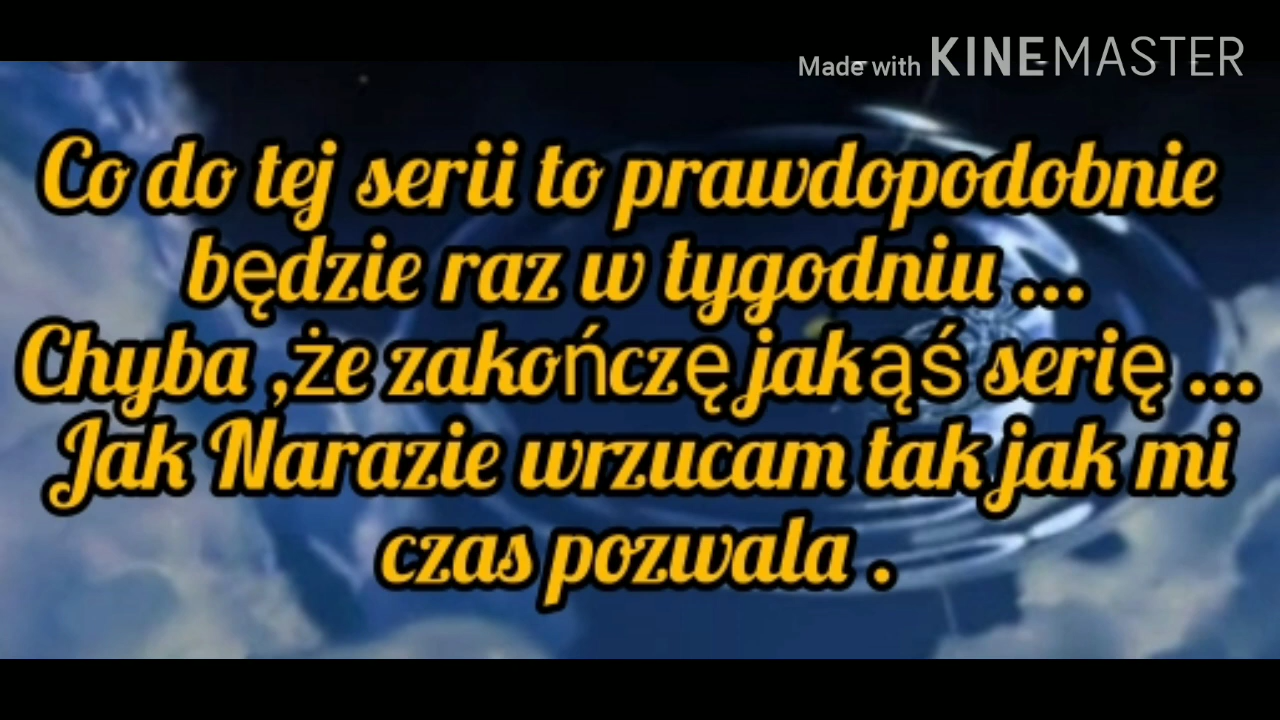 Made with KINEMASTER
Co do tej serii to prawdopodobnie
będzie raz w tygodniu ...
Chyba ,że zakończę jakąś serię ...
Jak Narazie wrzucam tak jak mi
czas pozwala .